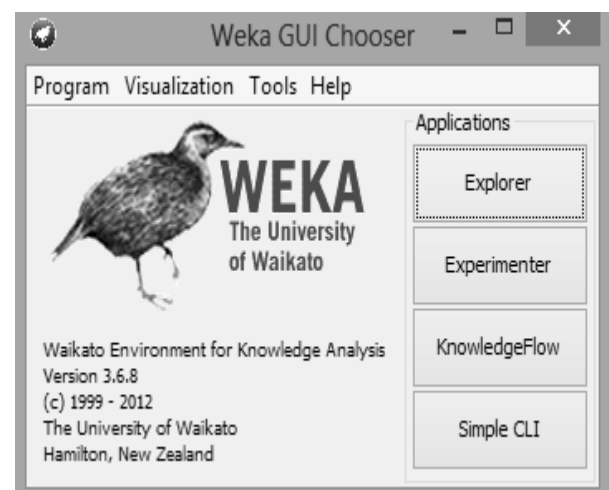 Weka GUI Chooser
Program Visualization Tools Help
WEKA
The University
of Waikato
Waikato Environment for Knowledge Analysis
Version 3.6.8
(c) 1999 - 2012
The University of Waikato
Hamilton, New Zealand
Applications
Explorer
Experimenter
KnowledgeFlow
Simple CLI